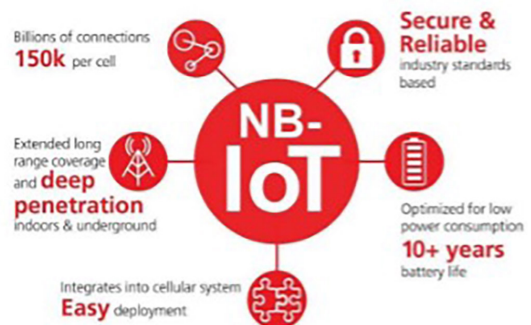 Billions of connections
150k per cell
Secure &
Reliable
industry standards
based
NB-
IoT
Extended long
range coverage
and deep
penetration
indoors & underground
Optimized for low
power consumption
10+ years
battery life
Integrates into cellular system
Easy deployment